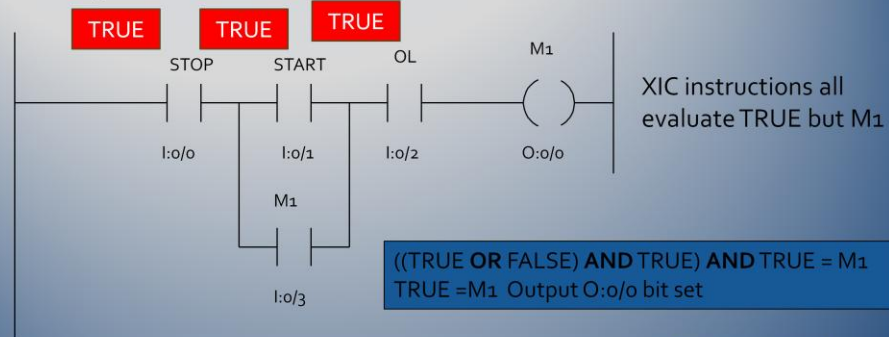 TRUE TRUE TRUE
STOP START OL M1
I:0/0 I:0/1 I:0/2 O:0/0
M1
I:0/3
XIC instructions all
evaluate TRUE but M1
((TRUE OR FALSE) AND TRUE) AND TRUE = M1
TRUE =M1 Output O:0/0 bit set